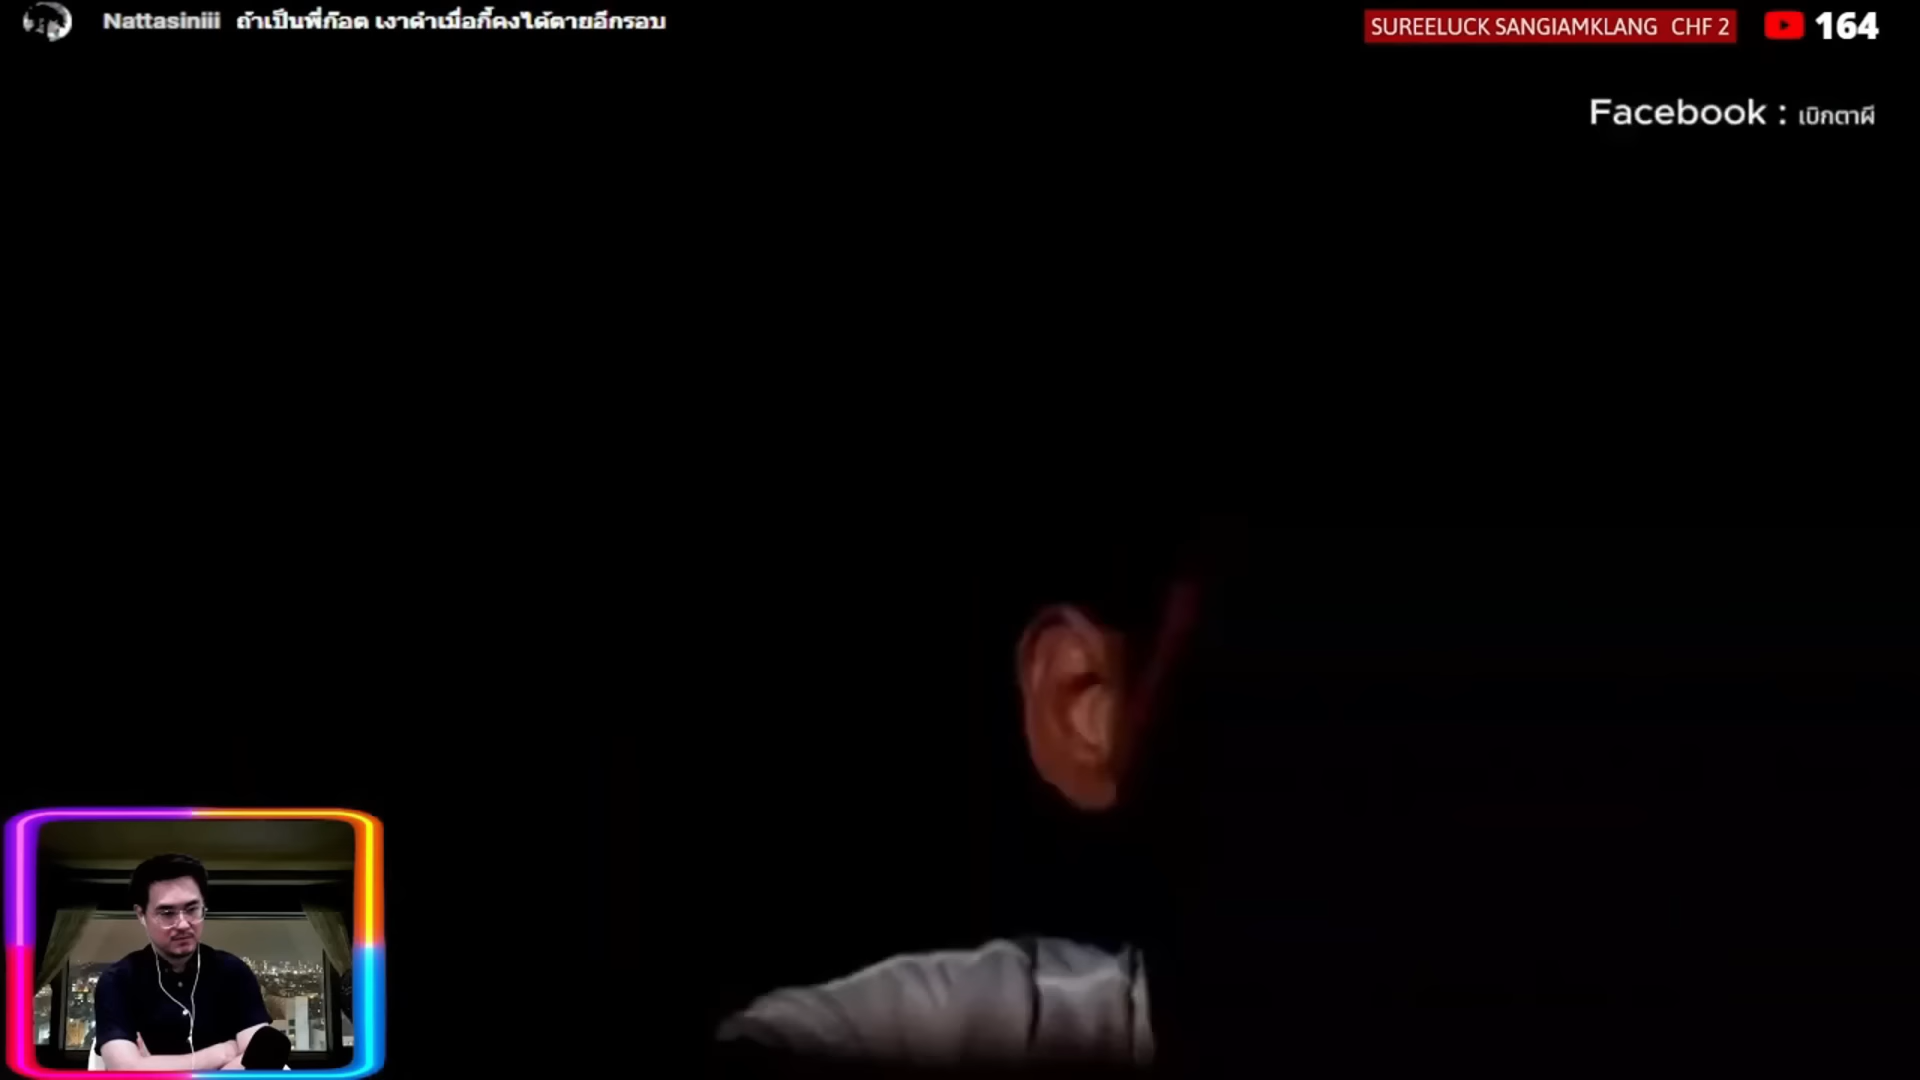 Nattasiniii ถ้าเป็นพี่ก๊อต เงาดำเมื่อกี้คงได้ตายอีกรอบ
SUREELUCK SANGIAMKLANG CHF 2
164
Facebook : เบิกตาผี